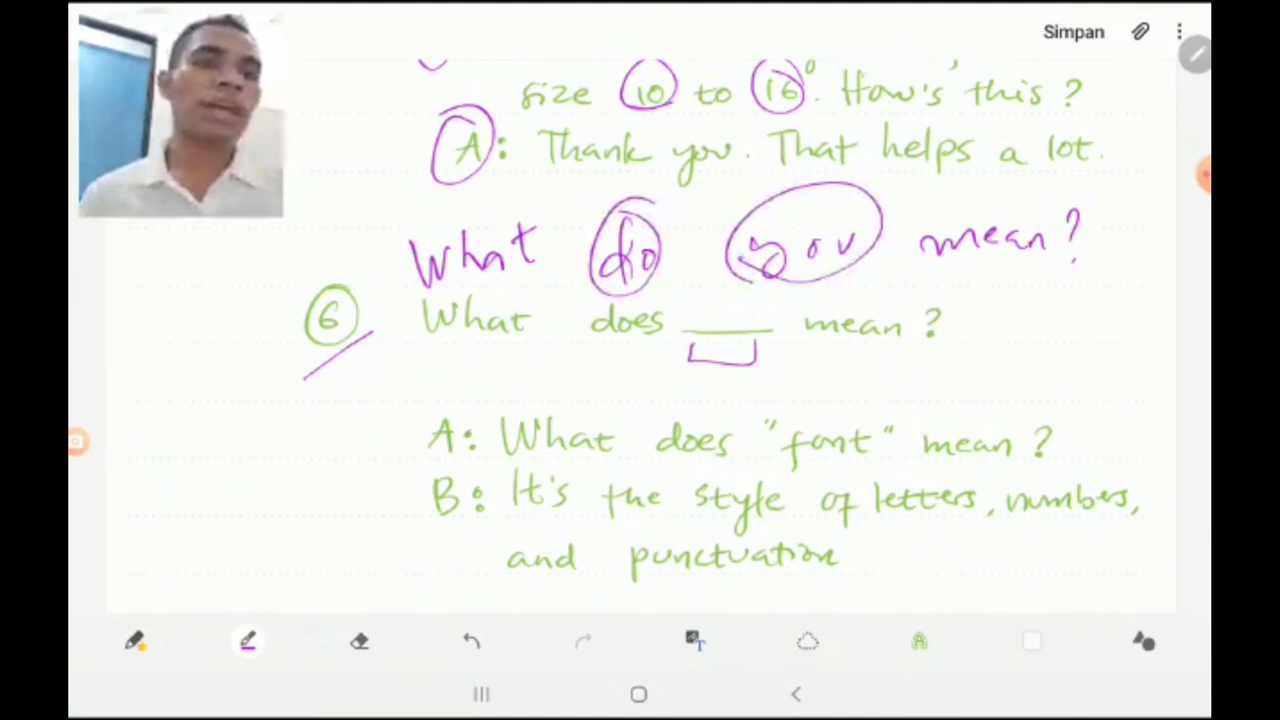 Simpan
size 10 to 16". How's this?
A: Thank you. That helps a lot.
What do you mean?
6 What does ____ mean?
A: What does "font" mean?
B: It's the style of letters, numbers,
and punctuation